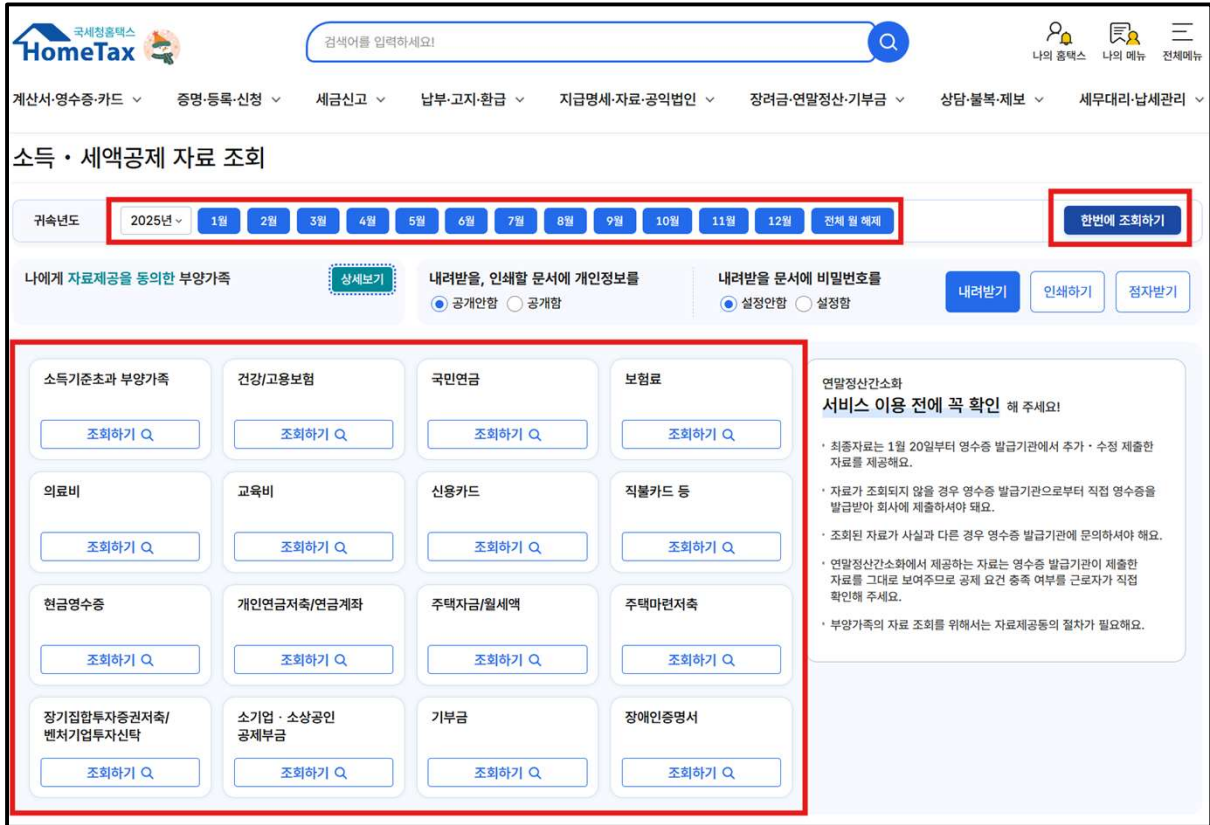 국세청홈택스
HomeTax
검색어를 입력하세요!
나의 홈택스 나의 메뉴 전체메뉴
계산서·영수증·카드 증명·등록·신청 세금신고 납부·고지·환급 지급명세·자료·공익법인 장려금·연말정산·기부금 상담·불복·제보 세무대리·납세관리
소득・세액공제 자료 조회
귀속년도 2025년 1월 2월 3월 4월 5월 6월 7월 8월 9월 10월 11월 12월 전체 월 해제 한번에 조회하기
나에게 자료제공을 동의한 부양가족 상세보기
내려받을, 인쇄할 문서에 개인정보를
공개안함 공개함
내려받을 문서에 비밀번호를
설정안함 설정함
내려받기 인쇄하기 점자받기
소득기준초과 부양가족 건강/고용보험 국민연금 보험료
조회하기 조회하기 조회하기 조회하기
의료비 교육비 신용카드 직불카드 등
조회하기 조회하기 조회하기 조회하기
현금영수증 개인연금저축/연금계좌 주택자금/월세액 주택마련저축
조회하기 조회하기 조회하기 조회하기
장기집합투자증권저축/ 소기업・소상공인 기부금 장애인증명서
벤처기업투자신탁 공제부금
조회하기 조회하기 조회하기 조회하기
연말정산간소화
서비스 이용 전에 꼭 확인 해 주세요!
· 최종자료는 1월 20일부터 영수증 발급기관에서 추가・수정 제출한
자료를 제공해요.
· 자료가 조회되지 않을 경우 영수증 발급기관으로부터 직접 영수증을
발급받아 회사에 제출하셔야 돼요.
· 조회된 자료가 사실과 다른 경우 영수증 발급기관에 문의하셔야 해요.
· 연말정산간소화에서 제공하는 자료는 영수증 발급기관이 제출한
자료를 그대로 보여주므로 공제 요건 충족 여부를 근로자가 직접
확인해 주세요.
· 부양가족의 자료 조회를 위해서는 자료제공동의 절차가 필요해요.